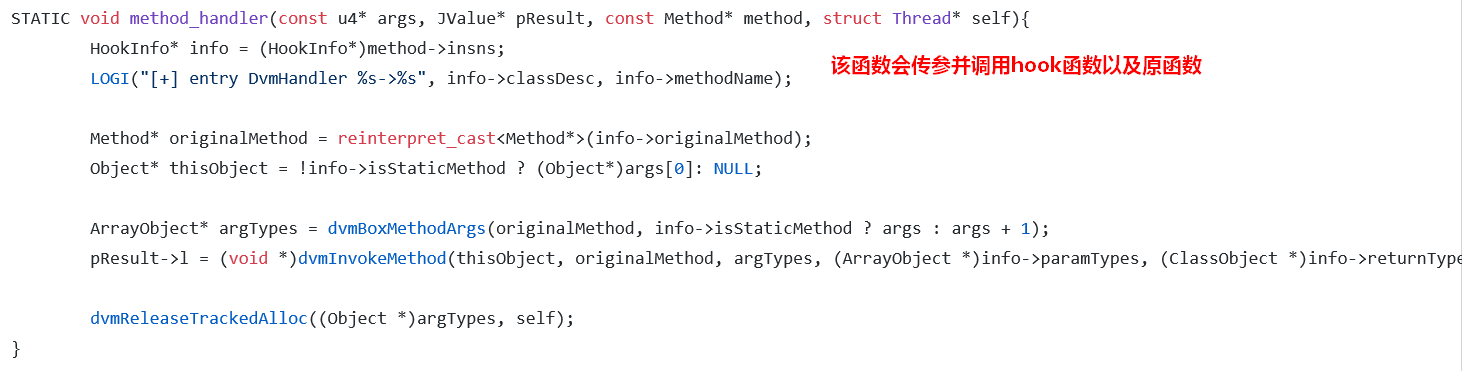 STATIC void method_handler(const u4* args, JValue* pResult, const Method* method, struct Thread* self){
HookInfo* info = (HookInfo*)method->insns;
LOGI("[+] entry DvmHandler %s->%s", info->classDesc, info->methodName);
该函数会传参并调用hook函数以及原函数
Method* originalMethod = reinterpret_cast<Method*>(info->originalMethod);
Object* thisObject = !info->isStaticMethod ? (Object*)args[0]: NULL;
ArrayObject* argTypes = dvmBoxMethodArgs(originalMethod, info->isStaticMethod ? args : args + 1);
pResult->l = (void *)dvmInvokeMethod(thisObject, originalMethod, argTypes, (ArrayObject *)info->paramTypes, (ClassObject *)info->returnType
dvmReleaseTrackedAlloc((Object *)argTypes, self);
}